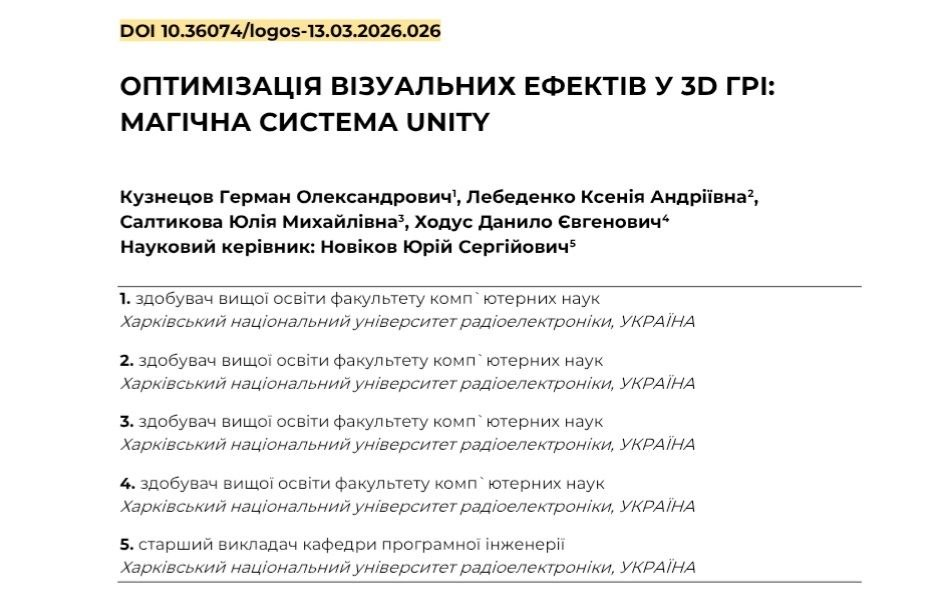 DOI 10.36074/logos-13.03.2026.026
ОПТИМІЗАЦІЯ ВІЗУАЛЬНИХ ЕФЕКТІВ У 3D ГРІ:
МАГІЧНА СИСТЕМА UNITY
Кузнецов Герман Олександрович¹, Лебеденко Ксенія Андріївна²,
Салтикова Юлія Михайлівна³, Ходус Данило Євгенович⁴
Науковий керівник: Новіков Юрій Сергійович⁵
1. здобувач вищої освіти факультету комп`ютерних наук
Харківський національний університет радіоелектроніки, УКРАЇНА
2. здобувач вищої освіти факультету комп`ютерних наук
Харківський національний університет радіоелектроніки, УКРАЇНА
3. здобувач вищої освіти факультету комп`ютерних наук
Харківський національний університет радіоелектроніки, УКРАЇНА
4. здобувач вищої освіти факультету комп`ютерних наук
Харківський національний університет радіоелектроніки, УКРАЇНА
5. старший викладач кафедри програмної інженерії
Харківський національний університет радіоелектроніки, УКРАЇНА